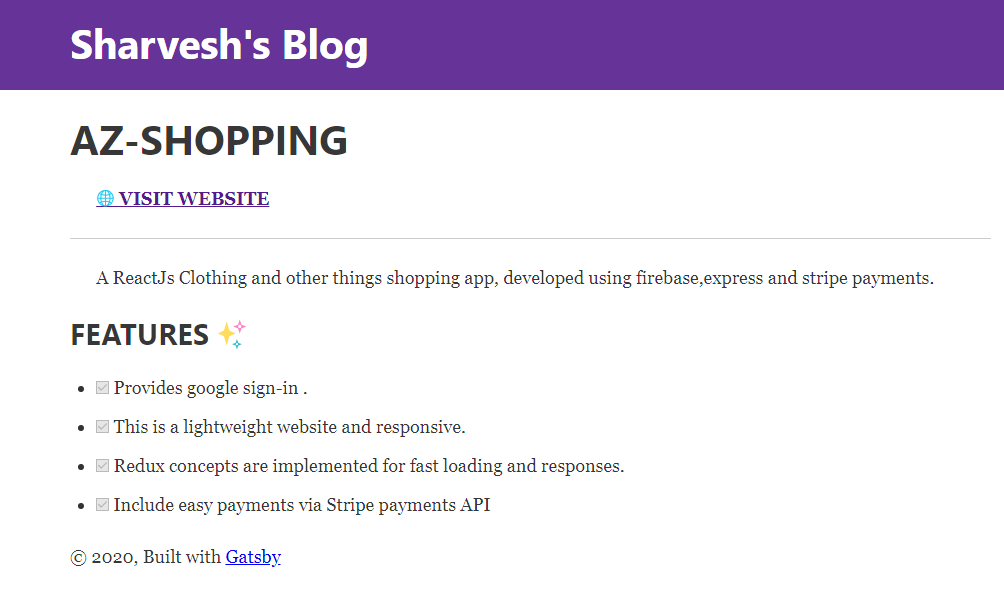 Sharvesh's Blog
AZ-SHOPPING
🌐 VISIT WEBSITE
A ReactJs Clothing and other things shopping app, developed using firebase,express and stripe payments.
FEATURES ✨
Provides google sign-in .
This is a lightweight website and responsive.
Redux concepts are implemented for fast loading and responses.
Include easy payments via Stripe payments API
© 2020, Built with Gatsby